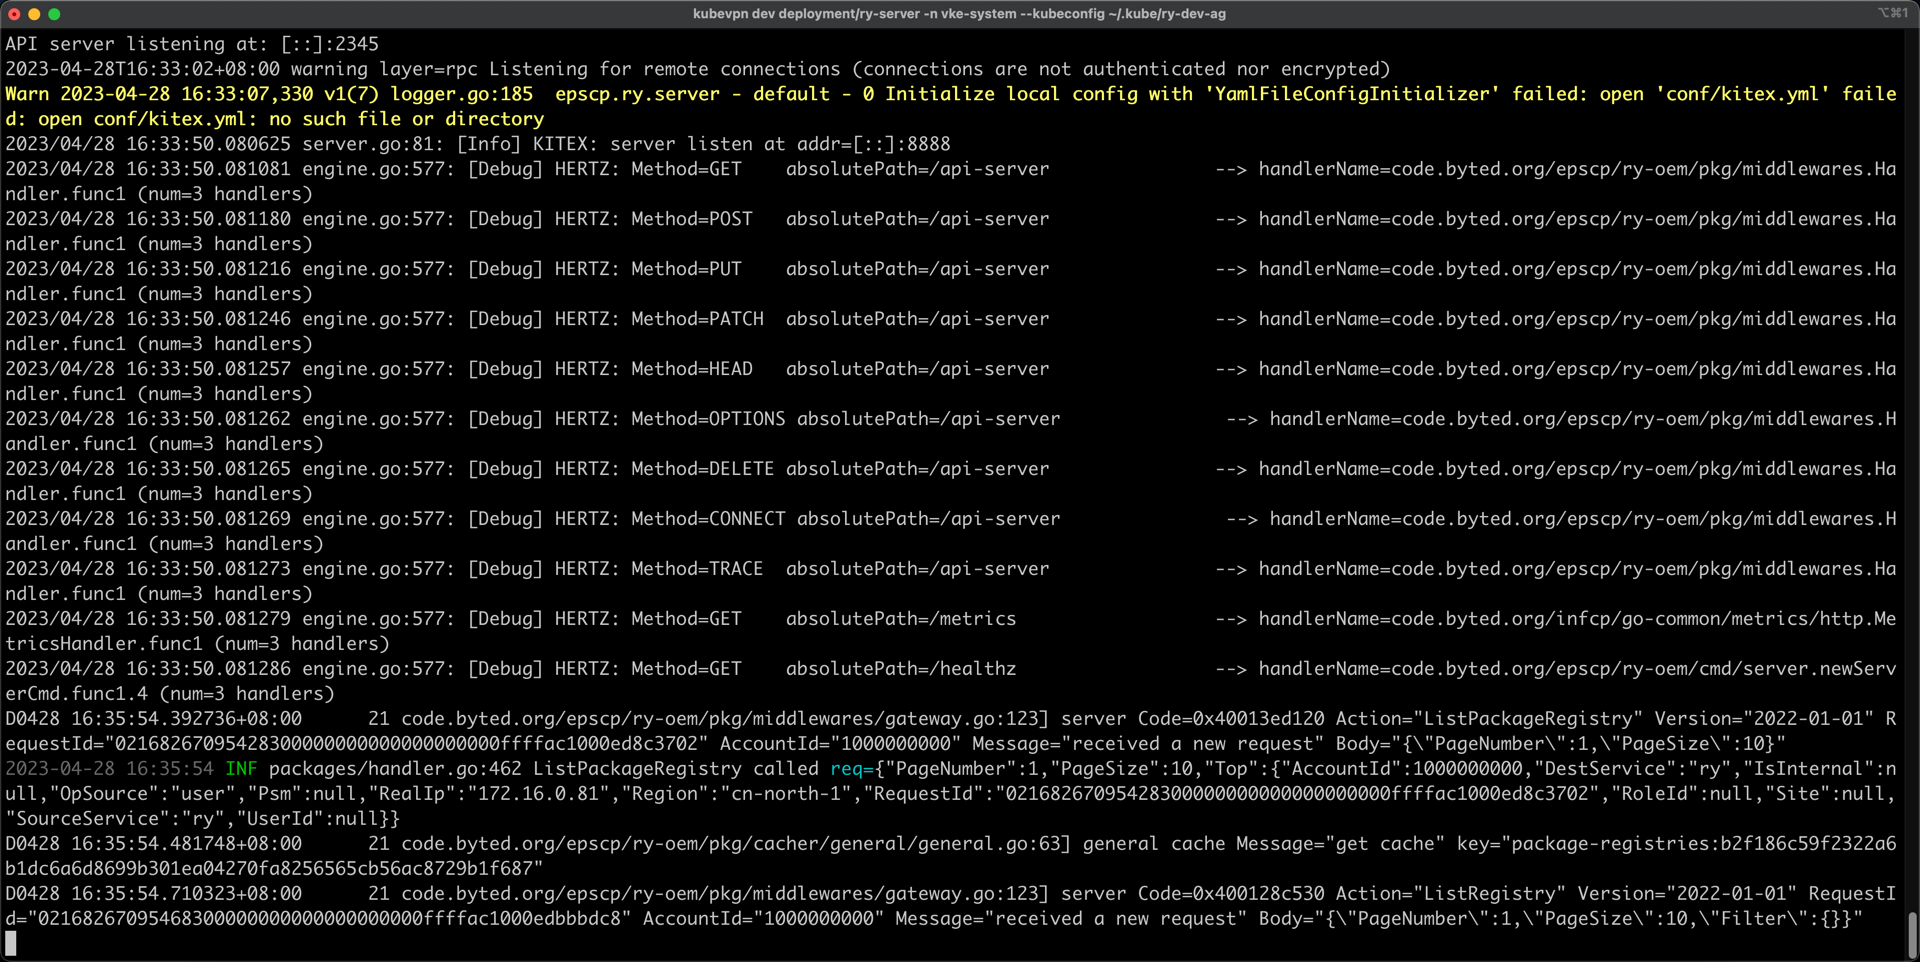 kubevpn dev deployment/ry-server -n vke-system --kubeconfig ~/.kube/ry-dev-ag
⌥⌘1
API server listening at: [::]:2345
2023-04-28T16:33:02+08:00 warning layer=rpc Listening for remote connections (connections are not authenticated nor encrypted)
Warn 2023-04-28 16:33:07,330 v1(7) logger.go:185  epscp.ry.server - default - 0 Initialize local config with 'YamlFileConfigInitializer' failed: open 'conf/kitex.yml' faile
d: open conf/kitex.yml: no such file or directory
2023/04/28 16:33:50.080625 server.go:81: [Info] KITEX: server listen at addr=[::]:8888
2023/04/28 16:33:50.081081 engine.go:577: [Debug] HERTZ: Method=GET    absolutePath=/api-server               --> handlerName=code.byted.org/epscp/ry-oem/pkg/middlewares.Ha
ndler.func1 (num=3 handlers)
2023/04/28 16:33:50.081180 engine.go:577: [Debug] HERTZ: Method=POST   absolutePath=/api-server               --> handlerName=code.byted.org/epscp/ry-oem/pkg/middlewares.Ha
ndler.func1 (num=3 handlers)
2023/04/28 16:33:50.081216 engine.go:577: [Debug] HERTZ: Method=PUT    absolutePath=/api-server               --> handlerName=code.byted.org/epscp/ry-oem/pkg/middlewares.Ha
ndler.func1 (num=3 handlers)
2023/04/28 16:33:50.081246 engine.go:577: [Debug] HERTZ: Method=PATCH  absolutePath=/api-server               --> handlerName=code.byted.org/epscp/ry-oem/pkg/middlewares.Ha
ndler.func1 (num=3 handlers)
2023/04/28 16:33:50.081257 engine.go:577: [Debug] HERTZ: Method=HEAD   absolutePath=/api-server               --> handlerName=code.byted.org/epscp/ry-oem/pkg/middlewares.Ha
ndler.func1 (num=3 handlers)
2023/04/28 16:33:50.081262 engine.go:577: [Debug] HERTZ: Method=OPTIONS absolutePath=/api-server               --> handlerName=code.byted.org/epscp/ry-oem/pkg/middlewares.H
andler.func1 (num=3 handlers)
2023/04/28 16:33:50.081265 engine.go:577: [Debug] HERTZ: Method=DELETE absolutePath=/api-server               --> handlerName=code.byted.org/epscp/ry-oem/pkg/middlewares.Ha
ndler.func1 (num=3 handlers)
2023/04/28 16:33:50.081269 engine.go:577: [Debug] HERTZ: Method=CONNECT absolutePath=/api-server               --> handlerName=code.byted.org/epscp/ry-oem/pkg/middlewares.H
andler.func1 (num=3 handlers)
2023/04/28 16:33:50.081273 engine.go:577: [Debug] HERTZ: Method=TRACE  absolutePath=/api-server               --> handlerName=code.byted.org/epscp/ry-oem/pkg/middlewares.Ha
ndler.func1 (num=3 handlers)
2023/04/28 16:33:50.081279 engine.go:577: [Debug] HERTZ: Method=GET    absolutePath=/metrics                  --> handlerName=code.byted.org/infcp/go-common/metrics/http.Me
tricsHandler.func1 (num=3 handlers)
2023/04/28 16:33:50.081286 engine.go:577: [Debug] HERTZ: Method=GET    absolutePath=/healthz                  --> handlerName=code.byted.org/epscp/ry-oem/cmd/server.newServ
erCmd.func1.4 (num=3 handlers)
D0428 16:35:54.392736+08:00      21 code.byted.org/epscp/ry-oem/pkg/middlewares/gateway.go:123] server Code=0x40013ed120 Action="ListPackageRegistry" Version="2022-01-01" R
equestId="02168267095428300000000000000000000ffffac1000ed8c3702" AccountId="1000000000" Message="received a new request" Body="{\"PageNumber\":1,\"PageSize\":10}"
2023-04-28 16:35:54 INF packages/handler.go:462 ListPackageRegistry called req={"PageNumber":1,"PageSize":10,"Top":{"AccountId":1000000000,"DestService":"ry","IsInternal":n
ull,"OpSource":"user","Psm":null,"RealIp":"172.16.0.81","Region":"cn-north-1","RequestId":"02168267095428300000000000000000000ffffac1000ed8c3702","RoleId":null,"Site":null,
"SourceService":"ry","UserId":null}}
D0428 16:35:54.481748+08:00      21 code.byted.org/epscp/ry-oem/pkg/cacher/general/general.go:63] general cache Message="get cache" key="package-registries:b2f186c59f2322a6
b1dc6a6d8699b301ea04270fa8256565cb56ac8729b1f687"
D0428 16:35:54.710323+08:00      21 code.byted.org/epscp/ry-oem/pkg/middlewares/gateway.go:123] server Code=0x400128c530 Action="ListRegistry" Version="2022-01-01" RequestI
d="02168267095468300000000000000000000ffffac1000edbbbdc8" AccountId="1000000000" Message="received a new request" Body="{\"PageNumber\":1,\"PageSize\":10,\"Filter\":{}}"